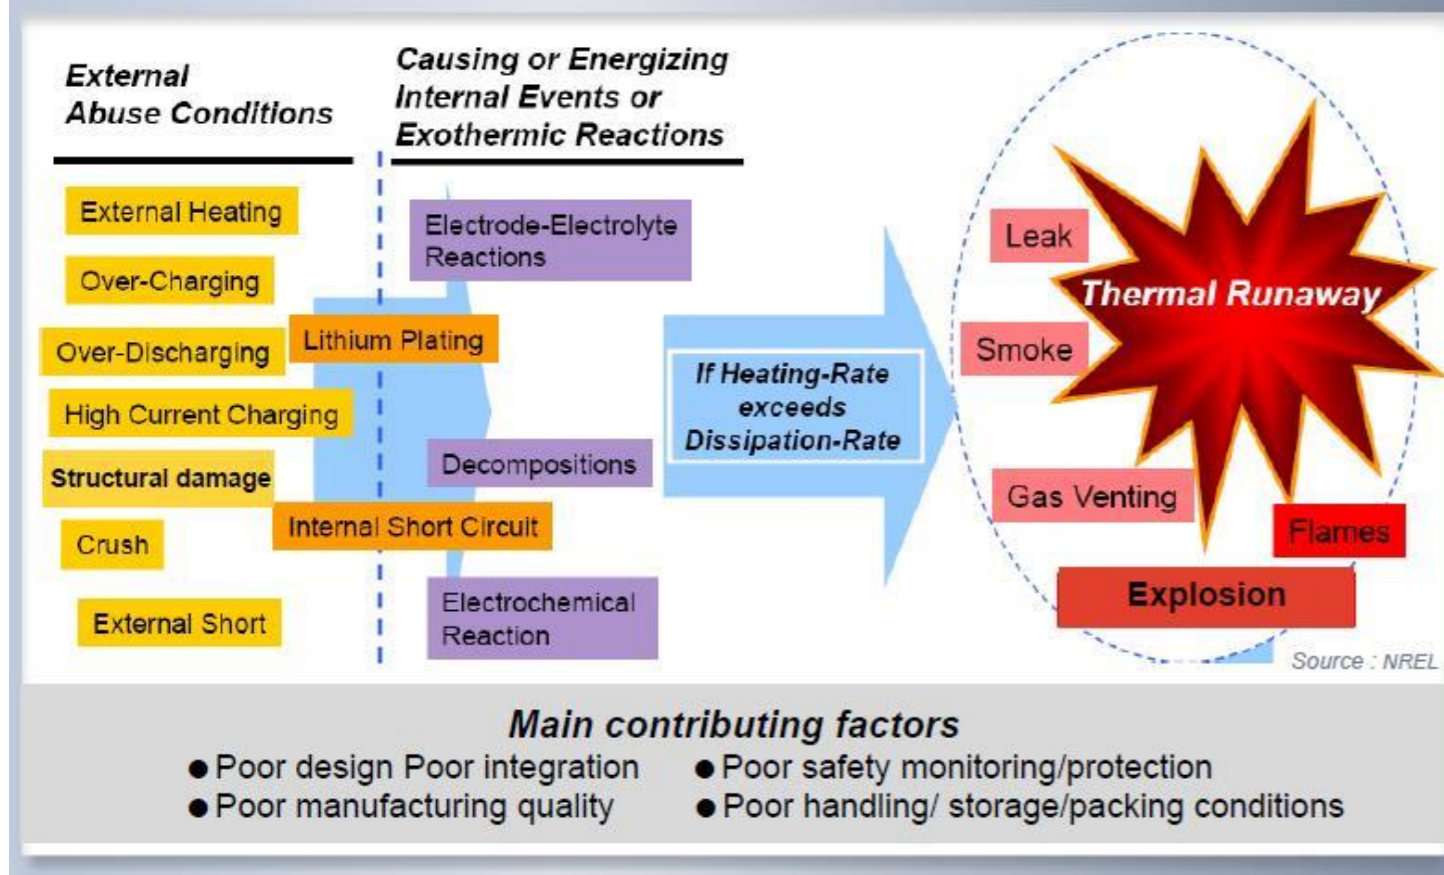 External
Abuse Conditions
Causing or Energizing
Internal Events or
Exothermic Reactions
External Heating
Over-Charging
Over-Discharging
High Current Charging
Structural damage
Crush
External Short
Lithium Plating
Internal Short Circuit
Electrode-Electrolyte
Reactions
Decompositions
Electrochemical
Reaction
If Heating-Rate
exceeds
Dissipation-Rate
Leak
Smoke
Thermal Runaway
Gas Venting
Flames
Explosion
Source : NREL
Main contributing factors
● Poor design Poor integration
● Poor manufacturing quality
● Poor safety monitoring/protection
● Poor handling/ storage/packing conditions